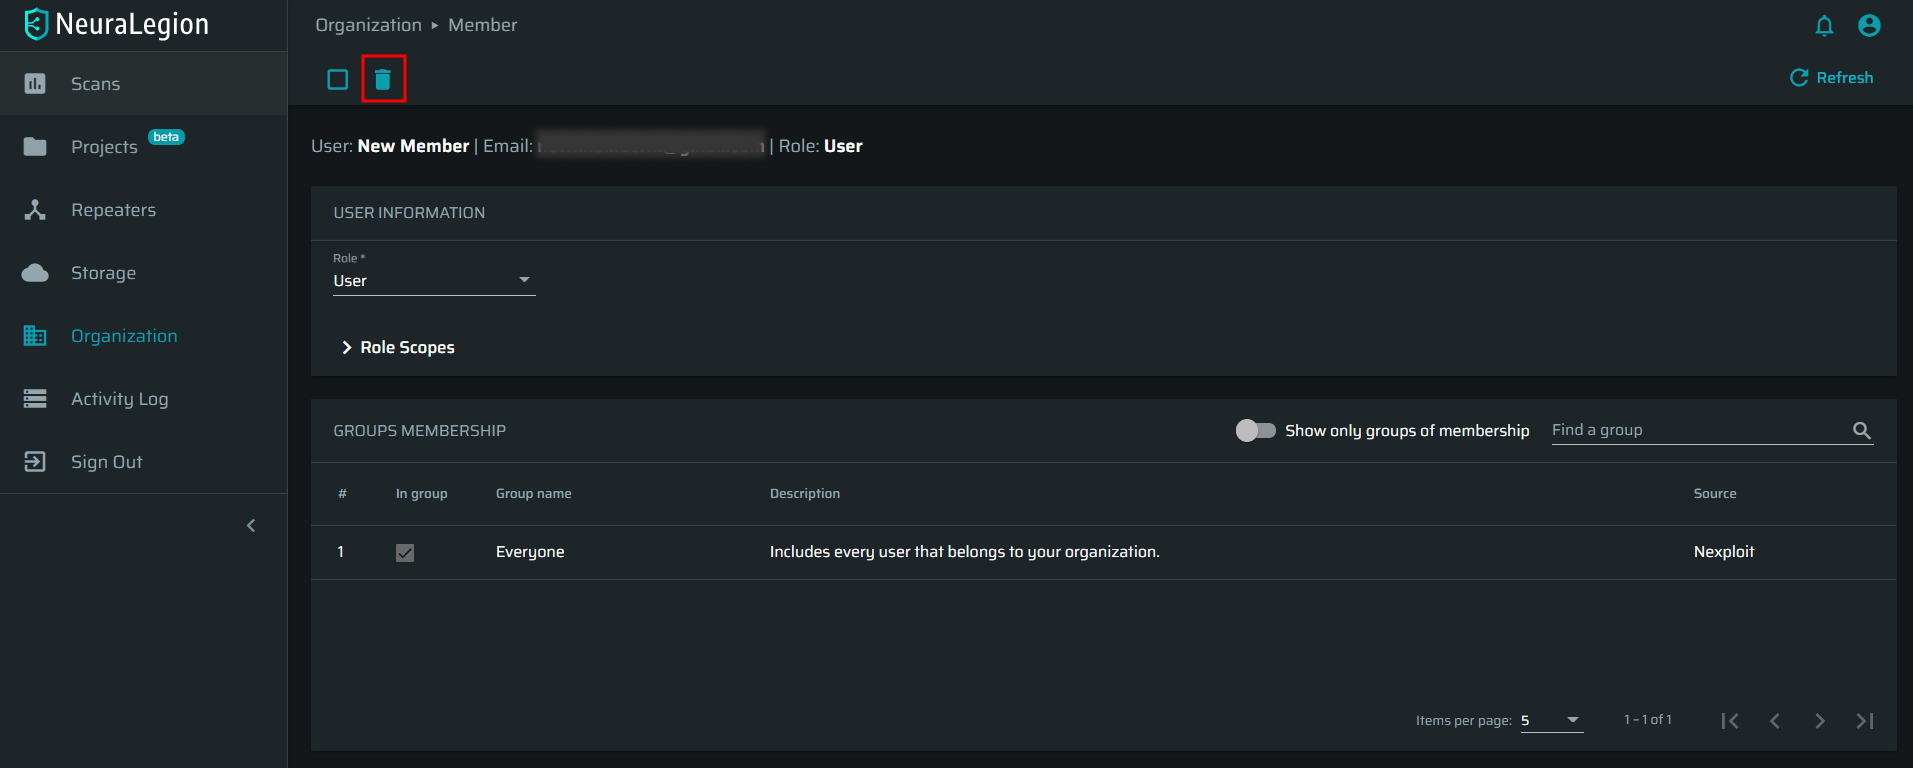 NeuraLegion
Organization ▸ Member
Refresh
Scans
Projects beta
Repeaters
Storage
Organization
Activity Log
Sign Out
User: New Member | Email: | Role: User
USER INFORMATION
Role *
User
Role Scopes
GROUPS MEMBERSHIP
Show only groups of membership
Find a group
# In group Group name Description Source
1 Everyone Includes every user that belongs to your organization. Nexploit
Items per page: 5 1 – 1 of 1